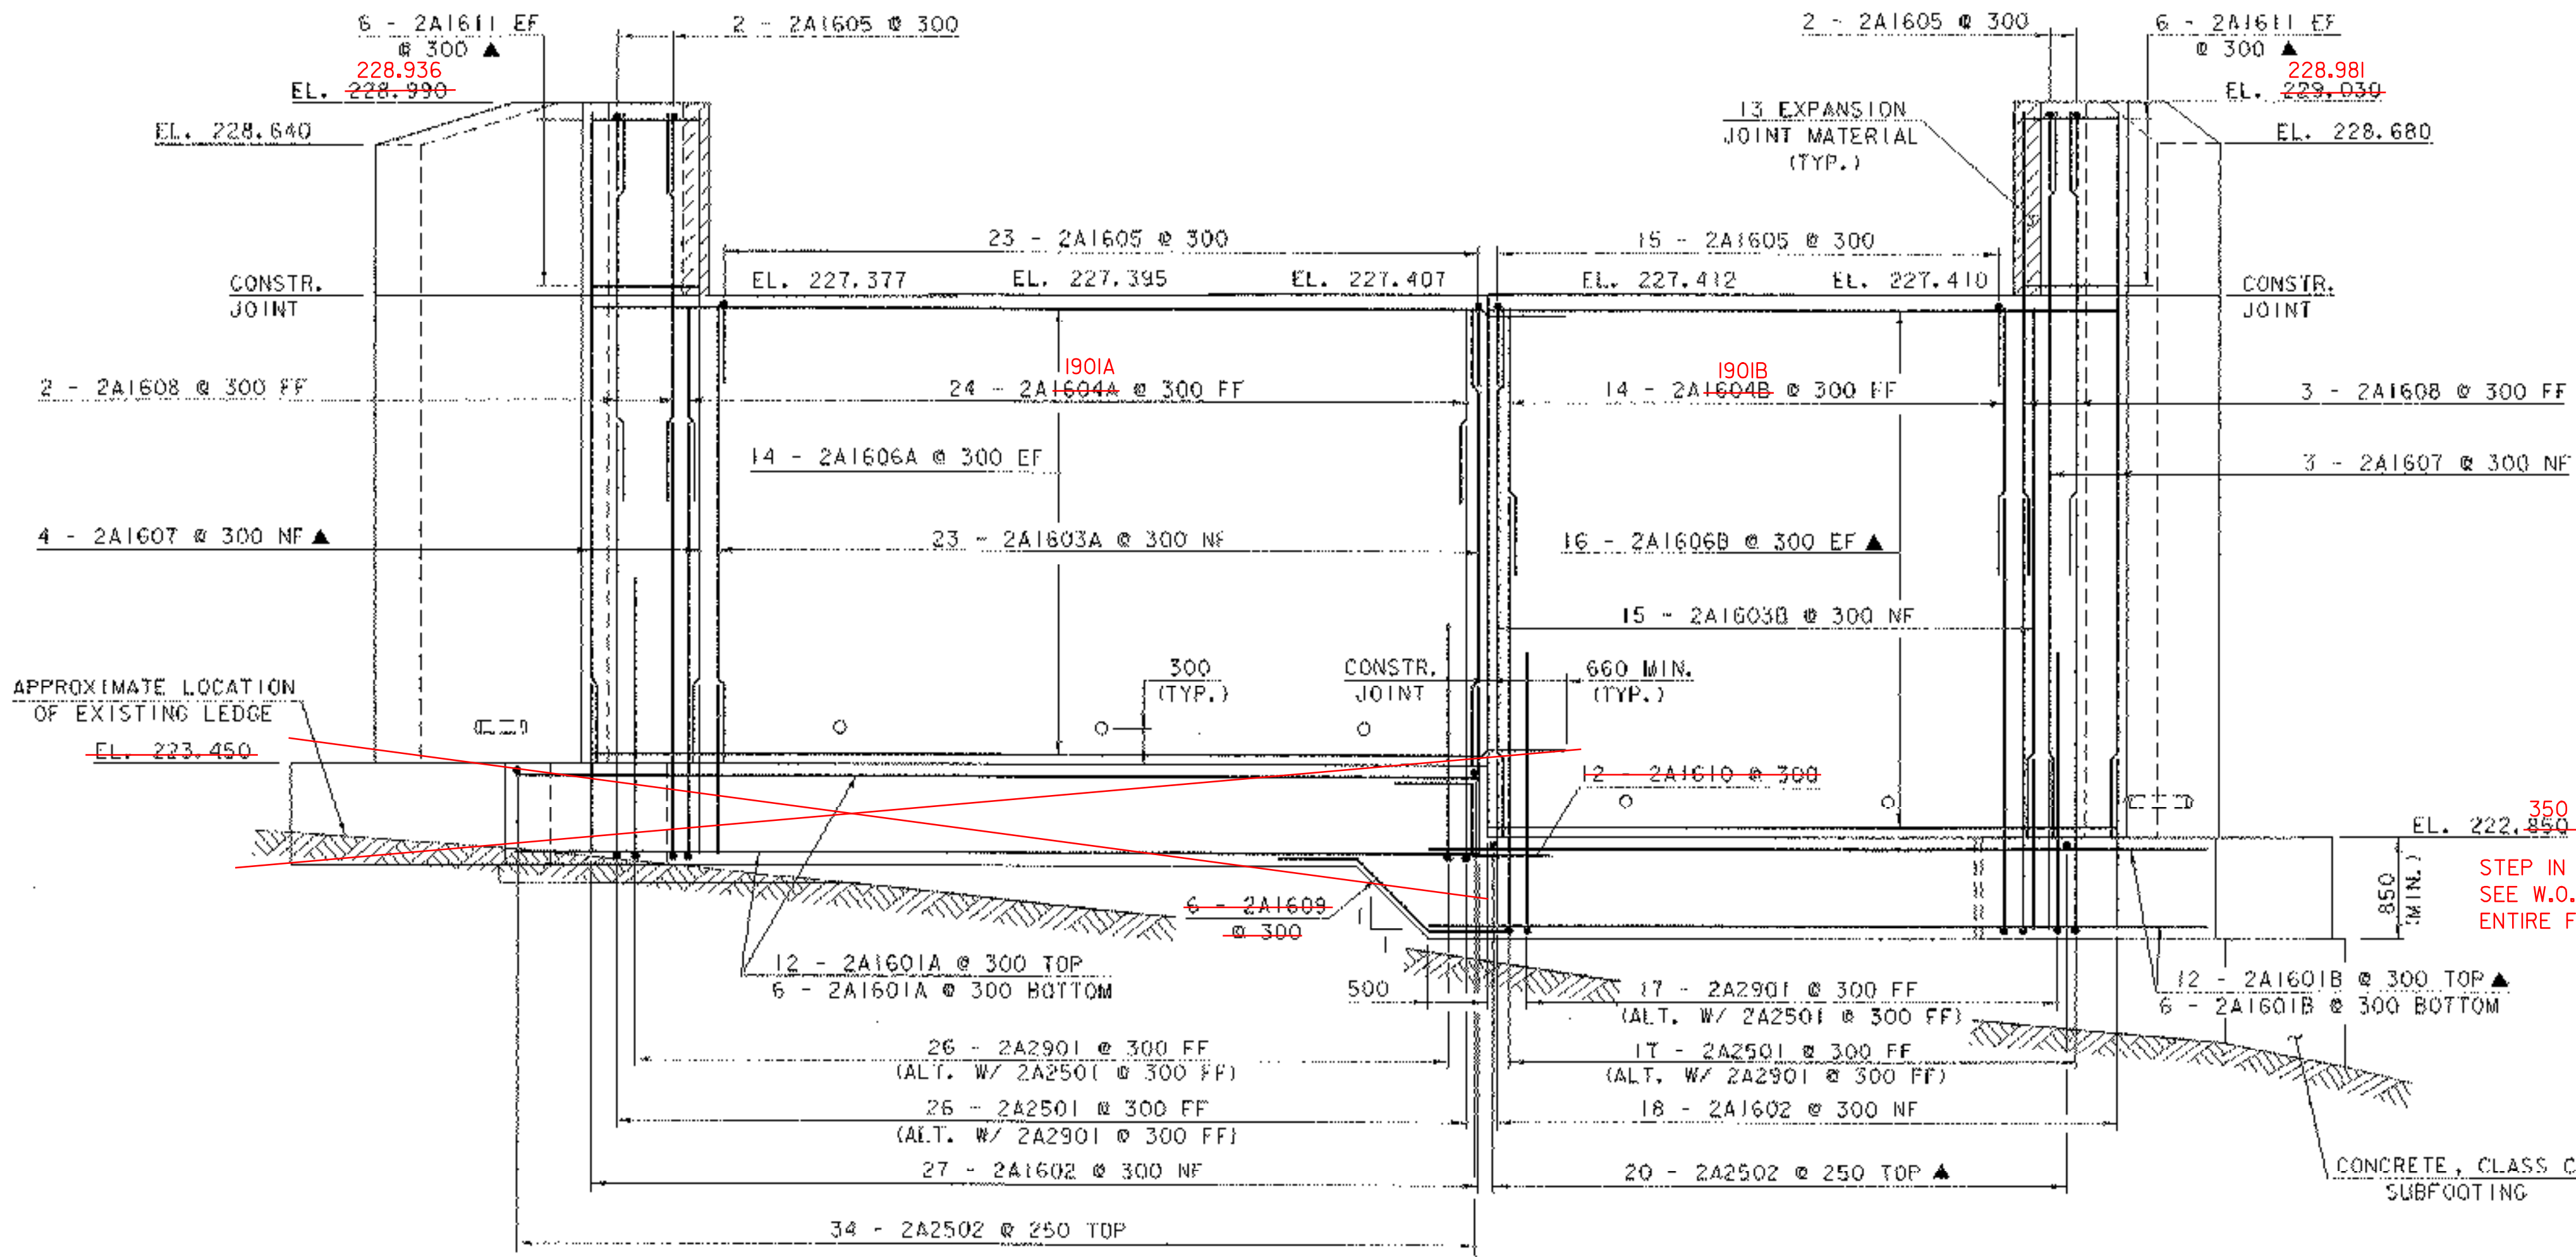 6 - 2A1611 EF
@ 300 ▲
228.936
EL. 228.990
EL. 228.640
2 - 2A1605 @ 300
2 - 2A1605 @ 300
6 - 2A1611 EF
@ 300 ▲
228.981
EL. 229.030
EL. 228.680
13 EXPANSION
JOINT MATERIAL
(TYP.)
23 - 2A1605 @ 300
15 - 2A1605 @ 300
CONSTR.
JOINT
EL. 227.377
EL. 227.395
EL. 227.407
EL. 227.412
EL. 227.410
CONSTR.
JOINT
2 - 2A1608 @ 300 FF
1901A
24 - 2A1604A @ 300 FF
1901B
14 - 2A1604B @ 300 FF
3 - 2A1608 @ 300 FF
14 - 2A1606A @ 300 EF
3 - 2A1607 @ 300 NF
4 - 2A1607 @ 300 NF ▲
23 - 2A1603A @ 300 NF
16 - 2A1606B @ 300 EF ▲
15 - 2A1603B @ 300 NF
APPROXIMATE LOCATION
OF EXISTING LEDGE
EL. 223.450
300
(TYP.)
CONSTR.
JOINT
660 MIN.
(TYP.)
12 - 2A1610 @ 300
350
EL. 222.850
850
(MIN.)
STEP IN
SEE W.O.
ENTIRE F
6 - 2A1609
@ 300
1
1
12 - 2A1601A @ 300 TOP
6 - 2A1601A @ 300 BOTTOM
500
17 - 2A2901 @ 300 FF
(ALT. W/ 2A2501 @ 300 FF)
12 - 2A1601B @ 300 TOP ▲
6 - 2A1601B @ 300 BOTTOM
26 - 2A2901 @ 300 FF
(ALT. W/ 2A2501 @ 300 FF)
17 - 2A2501 @ 300 FF
(ALT. W/ 2A2901 @ 300 FF)
26 - 2A2501 @ 300 FF
(ALT. W/ 2A2901 @ 300 FF)
18 - 2A1602 @ 300 NF
27 - 2A1602 @ 300 NF
20 - 2A2502 @ 250 TOP ▲
CONCRETE, CLASS C
SUBFOOTING
34 - 2A2502 @ 250 TOP